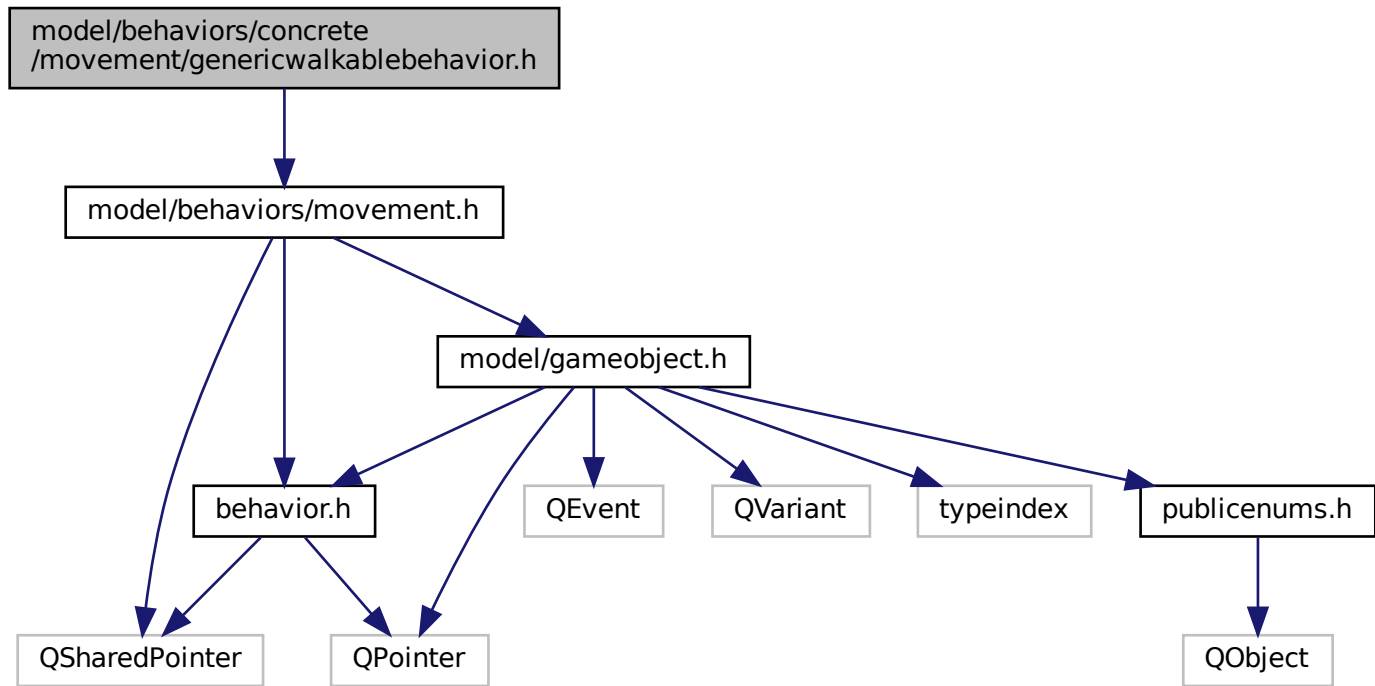 model/behaviors/concrete
/movement/genericwalkablebehavior.h
model/behaviors/movement.h
model/gameobject.h
behavior.h
QEvent
QVariant
typeindex
publicenums.h
QSharedPointer
QPointer
QObject